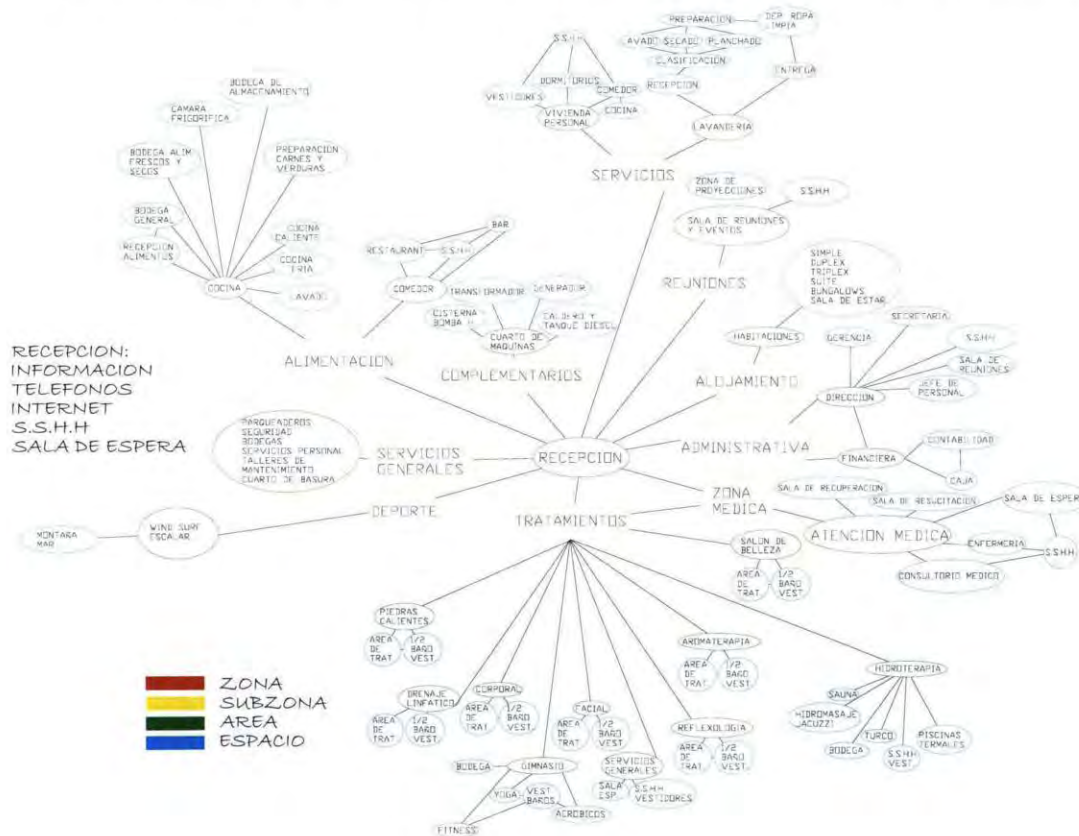 S.S.H.H
DORMITORIOS
VESTIDORES
COMEDOR
COCINA
VIVIENDA
PERSONAL
PREPARACION
LAVADO
SECADO
PLANCHADO
CLASIFICACION
RECEPCION
DEP ROPA
LIMPIA
ENTREGA
LAVANDERIA
SERVICIOS
BODEGA DE
ALMACENAMIENTO
CAMARA
FRIGORIFICA
BODEGA ALIM
FRESCOS Y
SECOS
PREPARACION
CARNES Y
VERDURAS
BODEGA
GENERAL
RECEPCION
ALIMENTOS
COCINA
CALIENTE
COCINA
FRIA
LAVADO
COCINA
BAR
RESTAURANT
S.S.H.H
COMEDOR
ALIMENTACION
TRANSFORMADOR
GENERADOR
CISTERNA
BOMBA H
CALDERO Y
TANQUE DIESEL
CUARTO DE
MAQUINAS
COMPLEMENTARIOS
ZONA DE
PROYECCIONES
S.S.H.H
SALA DE REUNIONES
Y EVENTOS
REUNIONES
SIMPLE
DUPLEX
TRIPLEX
SUITE
BUNGALOWS
SALA DE ESTAR
HABITACIONES
ALOJAMIENTO
SECRETARIA
GERENCIA
S.S.H.H
SALA DE
REUNIONES
JEFE DE
PERSONAL
DIRECCION
ADMINISTRATIVA
FINANCIERA
CONTABILIDAD
CAJA
RECEPCION:
INFORMACION
TELEFONOS
INTERNET
S.S.H.H
SALA DE ESPERA
PARQUEADEROS
SEGURIDAD
BODEGAS
SERVICIOS PERSONAL
TALLERES DE
MANTENIMIENTO
CUARTO DE BASURA
SERVICIOS
GENERALES
RECEPCION
DEPORTE
WIND SURF
ESCALAR
MONTAÑA
MAR
TRATAMIENTOS
ZONA
MEDICA
SALA DE RECUPERACION
SALA DE RESUCITACION
SALA DE ESPERA
ATENCION MEDICA
ENFERMERIA
S.S.H.H
CONSULTORIO MEDICO
SALON DE
BELLEZA
AREA
DE
TRAT.
1/2
BAÑO
VEST.
PIEDRAS
CALIENTES
AREA
DE
TRAT.
1/2
BAÑO
VEST.
DRENAJE
LINFATICO
AREA
DE
TRAT.
1/2
BAÑO
VEST.
CORPORAL
AREA
DE
TRAT.
1/2
BAÑO
VEST.
FACIAL
AREA
DE
TRAT.
1/2
BAÑO
VEST.
AROMATERAPIA
AREA
DE
TRAT.
1/2
BAÑO
VEST.
REFLEXOLOGIA
AREA
DE
TRAT.
1/2
BAÑO
VEST.
HIDROTERAPIA
SAUNA
HIDROMASAJE
JACUZZI
BODEGA
TURCO
S.S.H.H
VEST.
PISCINAS
TERMALES
GIMNASIO
BODEGA
YOGA
VEST
BAÑOS
AEROBICOS
FITNESS
SERVICIOS
GENERALES
SALA
ESP.
S.S.H.H
VESTIDORES
ZONA
SUBZONA
AREA
ESPACIO